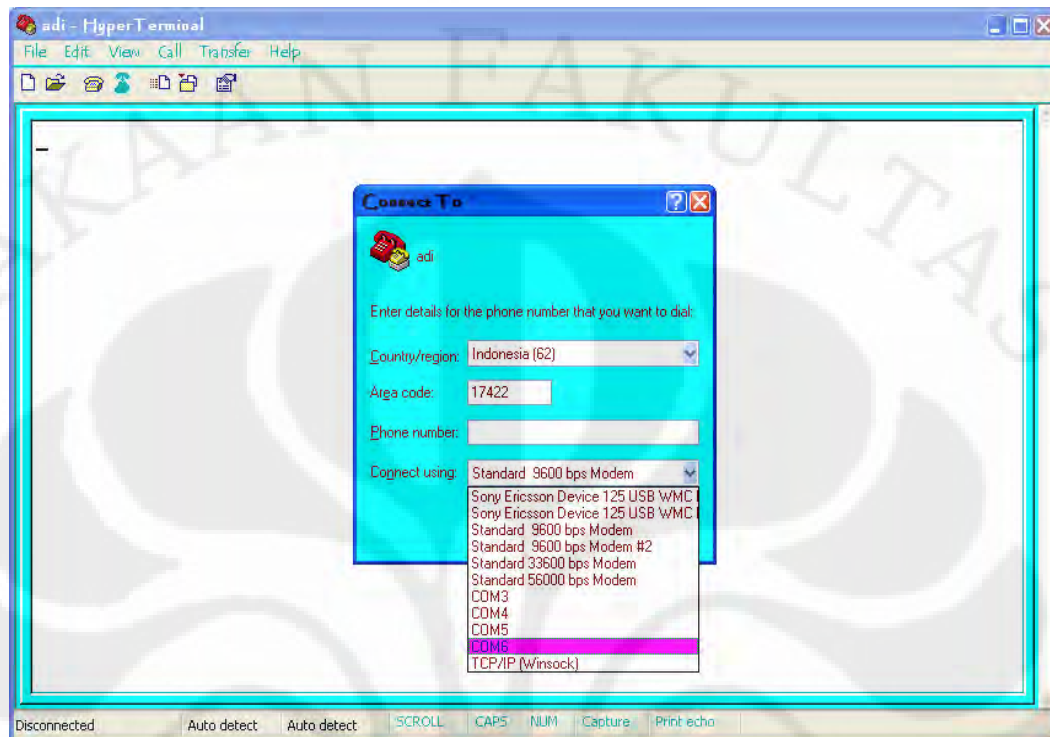 adi - HyperTerminal
File Edit View Call Transfer Help
AKAAN FAKULTAS
Connect To
adi
Enter details for the phone number that you want to dial:
Country/region: Indonesia (62)
Area code: 17422
Phone number:
Connect using: Standard 9600 bps Modem
Sony Ericsson Device 125 USB WMC
Sony Ericsson Device 125 USB WMC
Standard 9600 bps Modem
Standard 9600 bps Modem #2
Standard 33600 bps Modem
Standard 56000 bps Modem
COM3
COM4
COM5
COM6
TCP/IP (Winsock)
Disconnected Auto detect Auto detect SCROLL CAPS NUM Capture Print echo